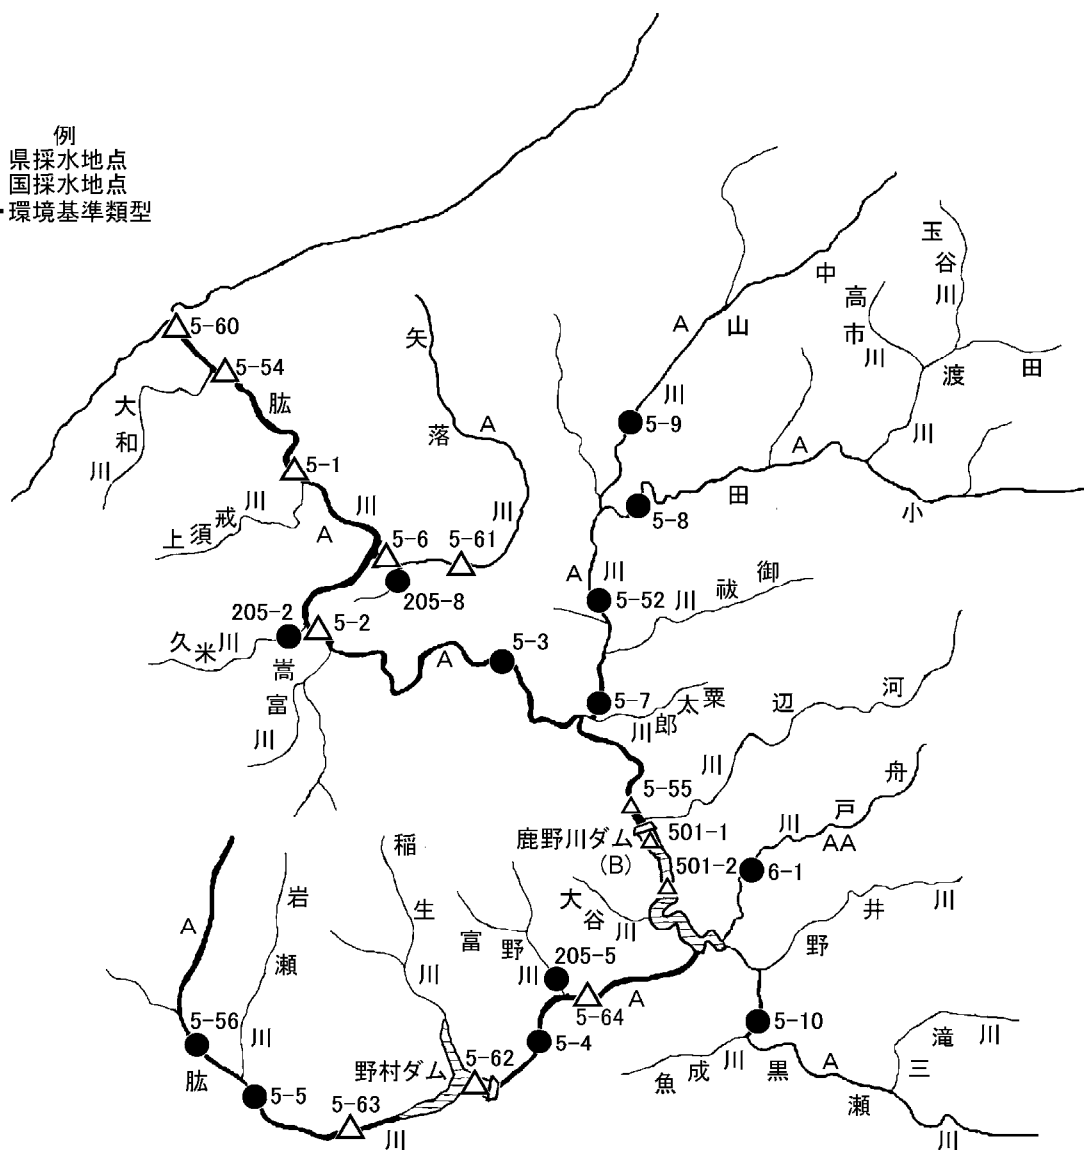 例
県採水地点
国採水地点
環境基準類型
5-60
5-54
大和川
肱川
5-1
上須戒川
A
5-6
5-61
矢落川
A
205-8
205-2
久米川
5-2
嵩富川
A
5-3
中山川
A
5-9
玉谷川
高市川
田渡川
小田川
A
5-8
A
5-52
御祓川
5-7
粟太郎川
河辺川
5-55
鹿野川ダム
(B)
501-1
501-2
舟戸川
AA
6-1
大谷川
野井川
富野川
205-5
5-64
A
5-4
5-10
魚成川
黒瀬川
A
三滝川
稲生川
岩瀬川
A
5-56
肱川
5-5
5-63
野村ダム
5-62